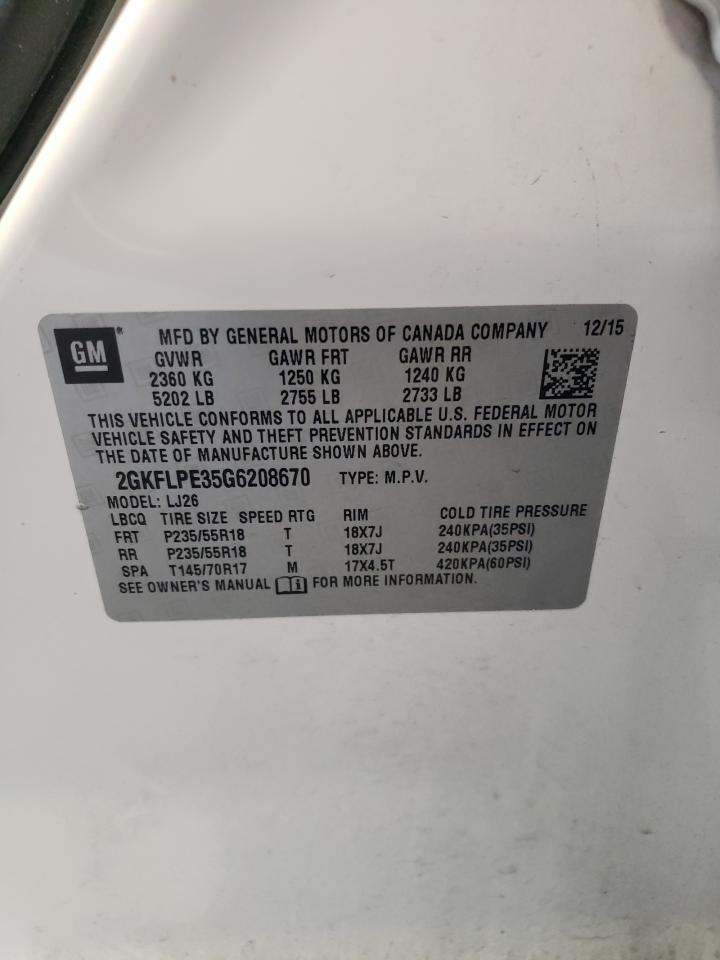 GM® MFD BY GENERAL MOTORS OF CANADA COMPANY 12/15
GVWR GAWR FRT GAWR RR
2360 KG 1250 KG 1240 KG
5202 LB 2755 LB 2733 LB
THIS VEHICLE CONFORMS TO ALL APPLICABLE U.S. FEDERAL MOTOR
VEHICLE SAFETY AND THEFT PREVENTION STANDARDS IN EFFECT ON
THE DATE OF MANUFACTURE SHOWN ABOVE.
2GKFLPE35G6208670 TYPE: M.P.V.
MODEL: LJ26
LBCQ TIRE SIZE SPEED RTG RIM COLD TIRE PRESSURE
FRT P235/55R18 T 18X7J 240KPA(35PSI)
RR P235/55R18 T 18X7J 240KPA(35PSI)
SPA T145/70R17 M 17X4.5T 420KPA(60PSI)
SEE OWNER'S MANUAL i FOR MORE INFORMATION.